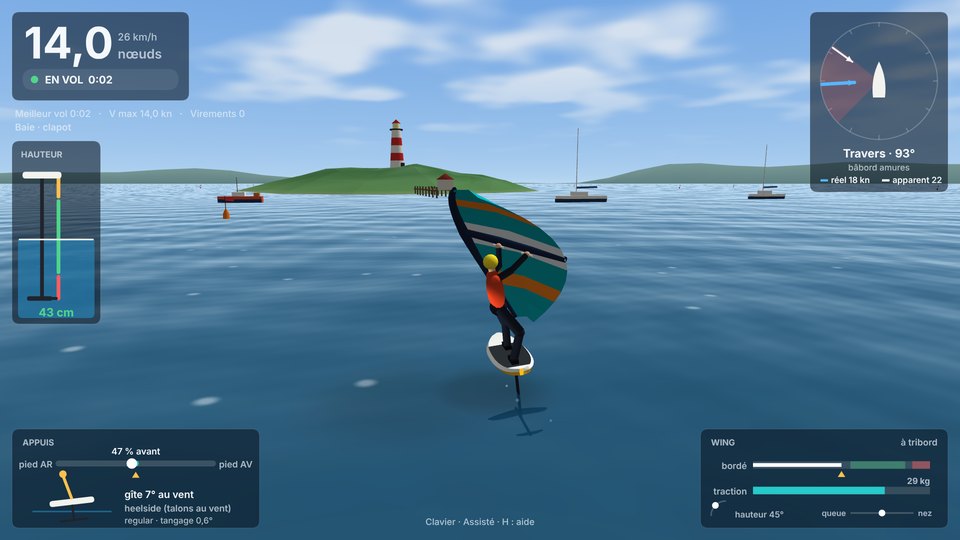 14,0 26 km/h
nœuds
EN VOL 0:02
Meilleur vol 0:02 · V max 14,0 kn · Virements 0
Baie · clapot
HAUTEUR
43 cm
Travers · 93°
bâbord amures
réel 18 kn apparent 22
APPUIS
47 % avant
pied AR pied AV
gîte 7° au vent
heelside (talons au vent)
regular · tangage 0,6°
Clavier · Assisté · H : aide
WING à tribord
bordé
29 kg
traction
hauteur 45° queue nez